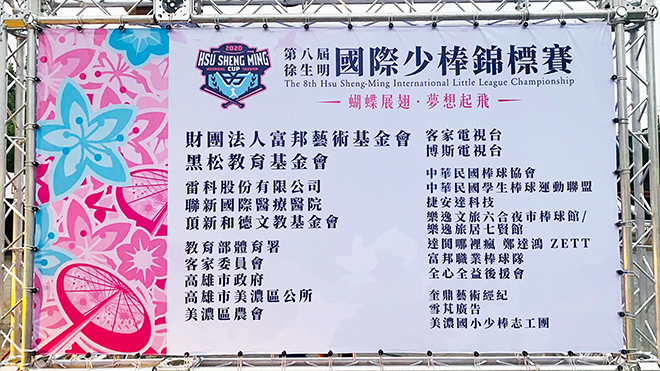 2020
HSU SHENG MING
CUP
第八屆
徐生明
國際少棒錦標賽
The 8th Hsu Sheng-Ming International Little League Championship
蝴蝶展翅·夢想起飛
財團法人富邦藝術基金會
黑松教育基金會
雷科股份有限公司
聯新國際醫療醫院
頂新和德文教基金會
教育部體育署
客家委員會
高雄市政府
高雄市美濃區公所
美濃區農會
客家電視台
博斯電視台
中華民國棒球協會
中華民國學生棒球運動聯盟
捷安達科技
樂逸文旅六合夜市棒球館/
樂逸旅居七賢館
達閱哪裡瘋 鄭達鴻 ZETT
富邦職業棒球隊
全心全益後援會
奎鼎藝術經紀
雪芃廣告
美濃國小少棒志工團